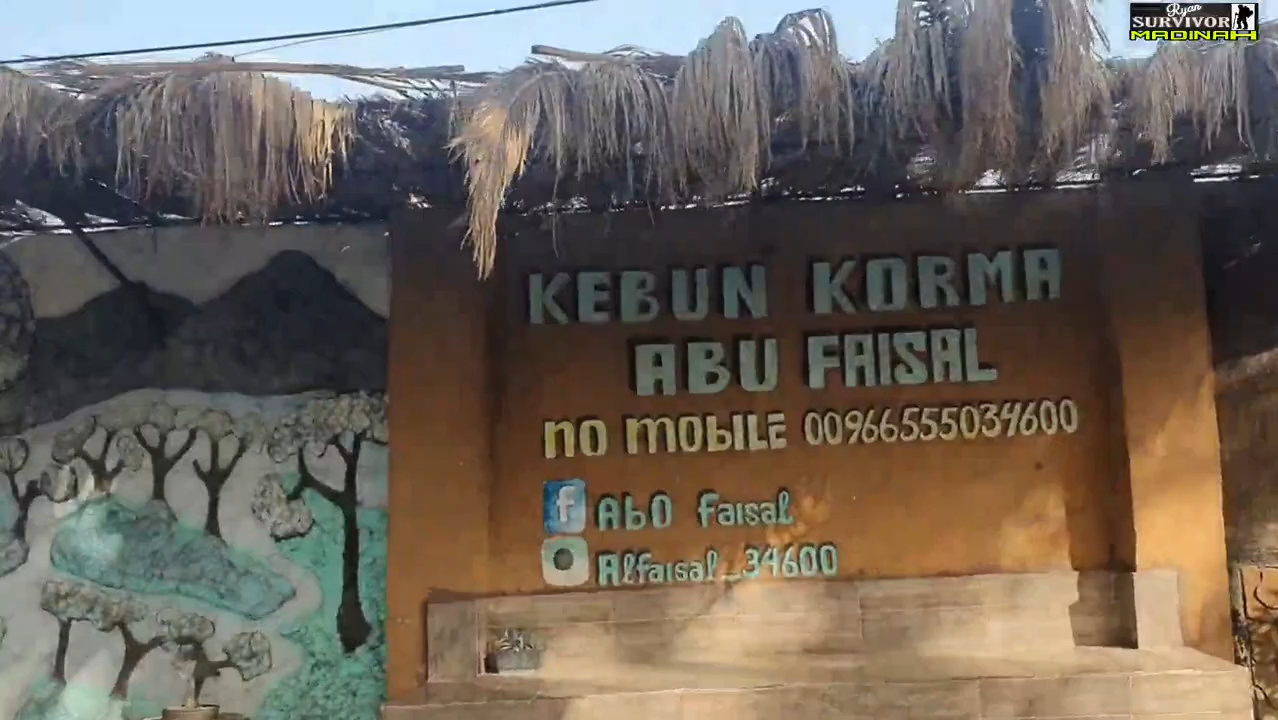 Ryan
SURVIVOR
MADINAH
KEBUN KORMA
ABU FAISAL
NO MOBILE 00966555034600
f AbO Faisal
Alfaisal_34600